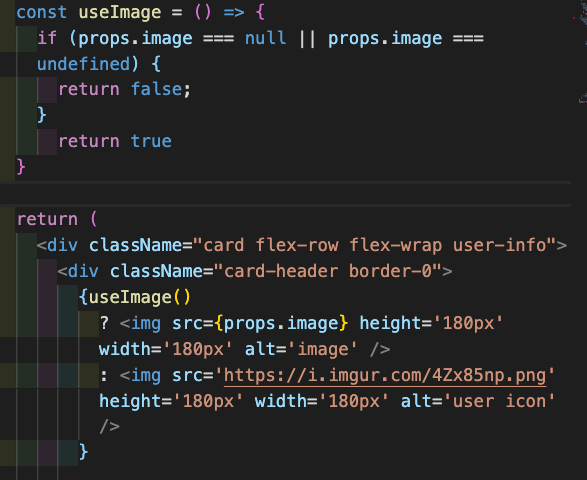 const useImage = () => {
if (props.image === null || props.image ===
undefined) {
return false;
}
return true
}
return (
<div className="card flex-row flex-wrap user-info">
<div className="card-header border-0">
{useImage()
? <img src={props.image} height='180px'
width='180px' alt='image' />
: <img src='https://i.imgur.com/4Zx85np.png'
height='180px' width='180px' alt='user icon'
/>
}